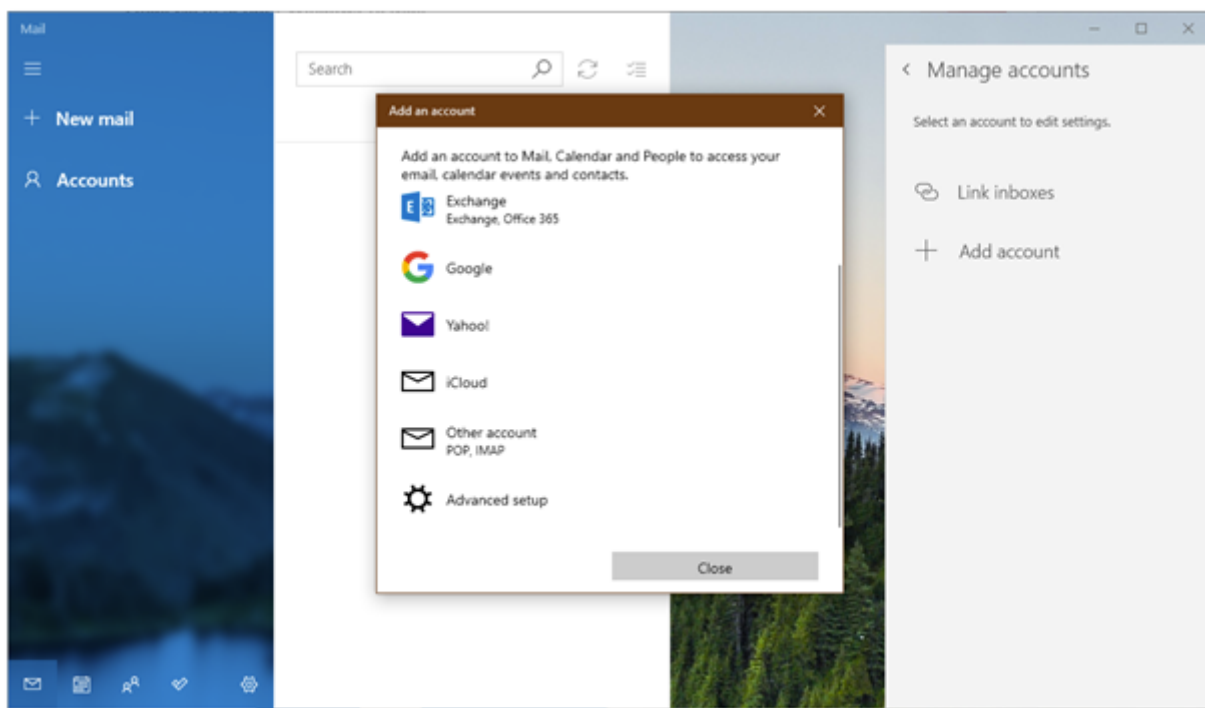 Mail
Search
New mail
Accounts
Add an account
Add an account to Mail, Calendar and People to access your
email, calendar events and contacts.
Exchange
Exchange, Office 365
Google
Yahoo!
iCloud
Other account
POP, IMAP
Advanced setup
Close
Manage accounts
Select an account to edit settings.
Link inboxes
Add account